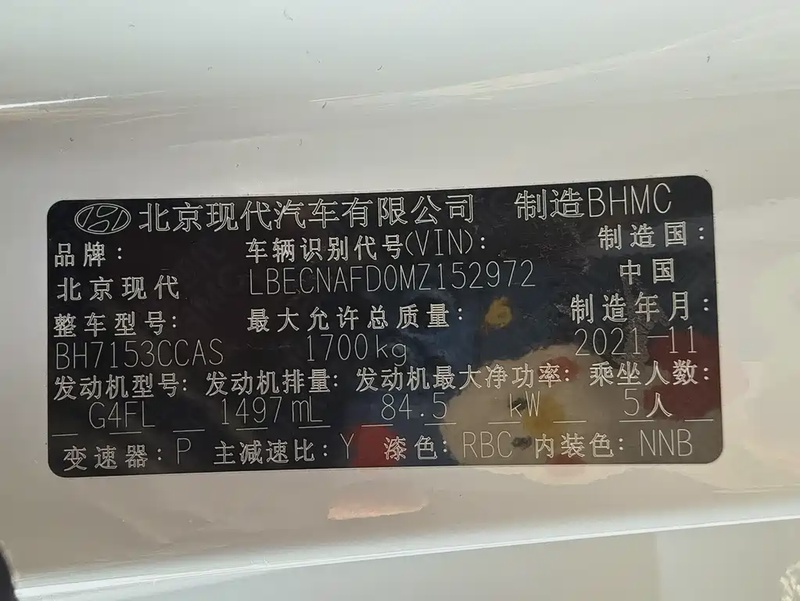 北京现代汽车有限公司 制造BHMC
品牌: 车辆识别代号(VIN): 制造国:
北京现代 LBECNAFD0MZ152972 中国
整车型号: 最大允许总质量: 制造年月:
BH7153CCAS 1700kg 2021-11
发动机型号: 发动机排量: 发动机最大净功率: 乘坐人数:
G4FL 1497mL 84.5 kW 5人
变速器: P 主减速比: Y 漆色: RBC 内装色: NNB